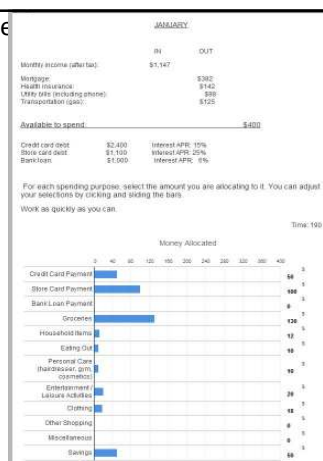 e
JANUARY
IN OUT
Monthly income (after tax): $1,147
Mortgage: $392
Health insurance: $142
Utility bills (including phone): $88
Transportation (gas): $125
Available to spend: $400
Credit card debt $2,400 Interest APR: 15%
Store card debt $1,100 Interest APR: 25%
Bank loan $1,000 Interest APR: 6%
For each spending purpose, select the amount you are allocating to it. You can adjust
your selections by clicking and sliding the bars.
Work as quickly as you can.
Time: 190
Money Allocated
0 40 80 120 160 200 240 280 320 360 400
Credit Card Payment 50 $
Store Card Payment 100 $
Bank Loan Payment 0 $
Groceries 130 $
Household Items 12 $
Eating Out 10 $
Personal Care
(hairdresser, gym,
cosmetics) 10 $
Entertainment /
Leisure Activities 20 $
Clothing 18 $
Other Shopping 0 $
Miscellaneous 0 $
Savings 50 $